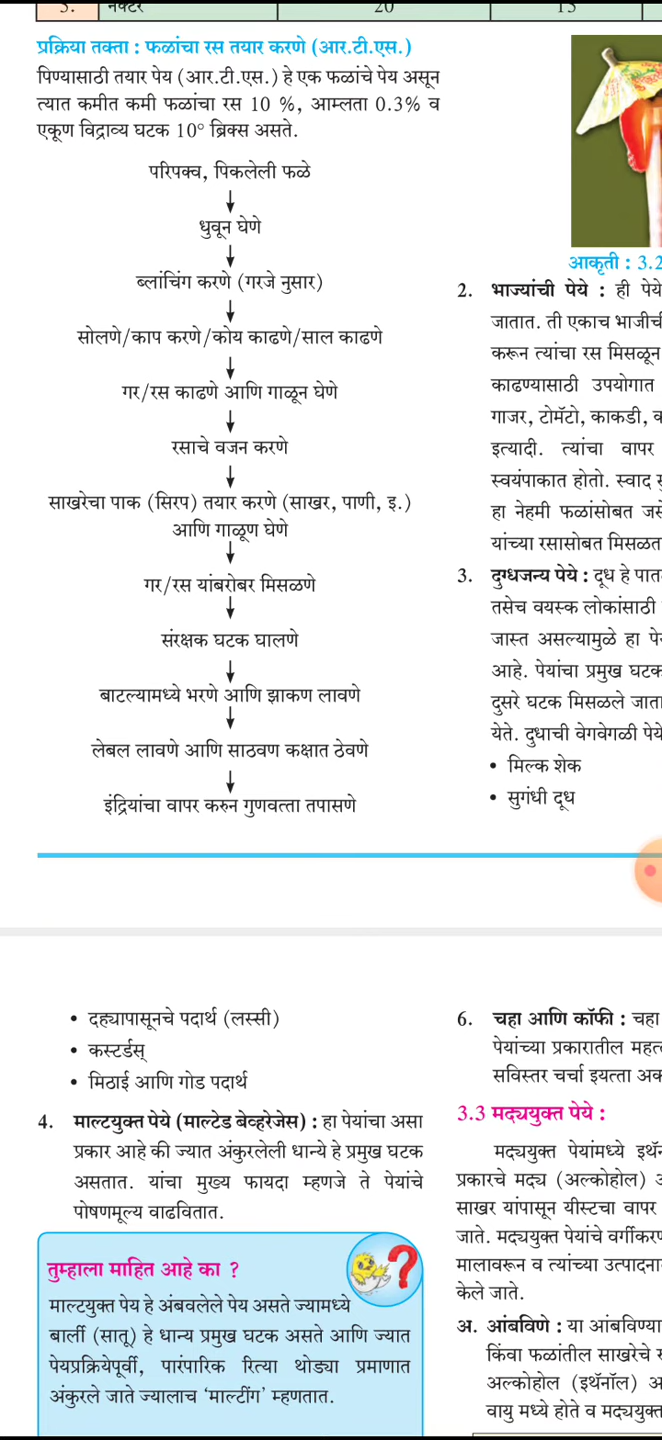 प्रक्रिया तक्ता : फळांचा रस तयार करणे (आर.टी.एस.)
पिण्यासाठी तयार पेय (आर.टी.एस.) हे एक फळांचे पेय असून
त्यात कमीत कमी फळांचा रस 10 %, आम्लता 0.3% व
एकूण विद्राव्य घटक 10° ब्रिक्स असते.
परिपक्व, पिकलेली फळे
धुवून घेणे
ब्लांचिंग करणे (गरजे नुसार)
सोलणे/काप करणे/कोय काढणे/साल काढणे
गर/रस काढणे आणि गाळून घेणे
रसाचे वजन करणे
साखरेचा पाक (सिरप) तयार करणे (साखर, पाणी, इ.)
आणि गाळूण घेणे
गर/रस यांबरोबर मिसळणे
संरक्षक घटक घालणे
बाटल्यामध्ये भरणे आणि झाकण लावणे
लेबल लावणे आणि साठवण कक्षात ठेवणे
इंद्रियांचा वापर करुन गुणवत्ता तपासणे
आकृती : 3.2
2. भाज्यांची पेये : ही पेये
जातात. ती एकाच भाजीची
करून त्यांचा रस मिसळून
काढण्यासाठी उपयोगात
गाजर, टोमॅटो, काकडी,
इत्यादी. त्यांचा वापर
स्वयंपाकात होतो. स्वाद
हा नेहमी फळांसोबत जसे
यांच्या रसासोबत मिसळत
3. दुग्धजन्य पेये : दूध हे
तसेच वयस्क लोकांसाठी
जास्त असल्यामुळे हा
आहे. पेयांचा प्रमुख घटक
दुसरे घटक मिसळले जाता
येते. दुधाची वेगवेगळी पेये
• मिल्क शेक
• सुगंधी दूध
• दह्यापासूनचे पदार्थ (लस्सी)
• कस्टर्डस्
• मिठाई आणि गोड पदार्थ
4. माल्टयुक्त पेये (माल्टेड बेव्हरेजेस) : हा पेयांचा असा
प्रकार आहे की ज्यात अंकुरलेली धान्ये हे प्रमुख घटक
असतात. यांचा मुख्य फायदा म्हणजे ते पेयांचे
पोषणमूल्य वाढवितात.
तुम्हाला माहित आहे का ?
माल्टयुक्त पेय हे अंबवलेले पेय असते ज्यामध्ये
बार्ली (सातू) हे धान्य प्रमुख घटक असते आणि ज्यात
पेयप्रक्रियेपूर्वी, पारंपारिक रित्या थोड्या प्रमाणात
अंकुरले जाते ज्यालाच ‘माल्टींग’ म्हणतात.
6. चहा आणि कॉफी : चहा
पेयांच्या प्रकारातील
सविस्तर चर्चा इयत्ता
3.3 मद्ययुक्त पेये :
मद्ययुक्त पेयांमध्ये
प्रकारचे मद्य (अल्कोहोल)
साखर यांपासून यीस्टचा वापर
जाते. मद्ययुक्त पेयांचे
मालावरून व त्यांच्या
केले जाते.
अ. आंबविणे : या आंबविण्या
किंवा फळांतील साखरेचे
अल्कोहोल (इथॅनॉल)
वायु मध्ये होते व मद्ययुक्त